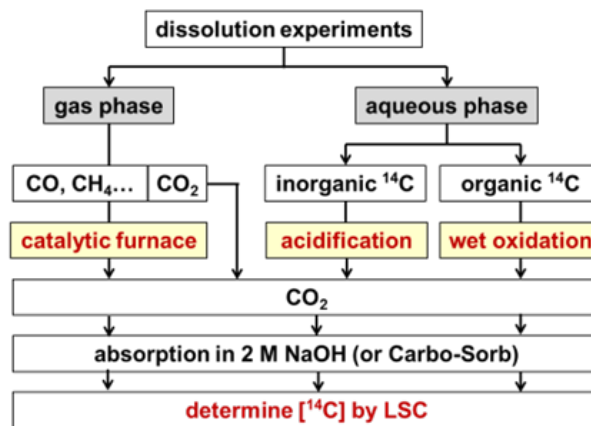 dissolution experiments
gas phase
aqueous phase
CO, CH₄...
CO₂
inorganic ¹⁴C
organic ¹⁴C
catalytic furnace
acidification
wet oxidation
CO₂
absorption in 2 M NaOH (or Carbo-Sorb)
determine [¹⁴C] by LSC